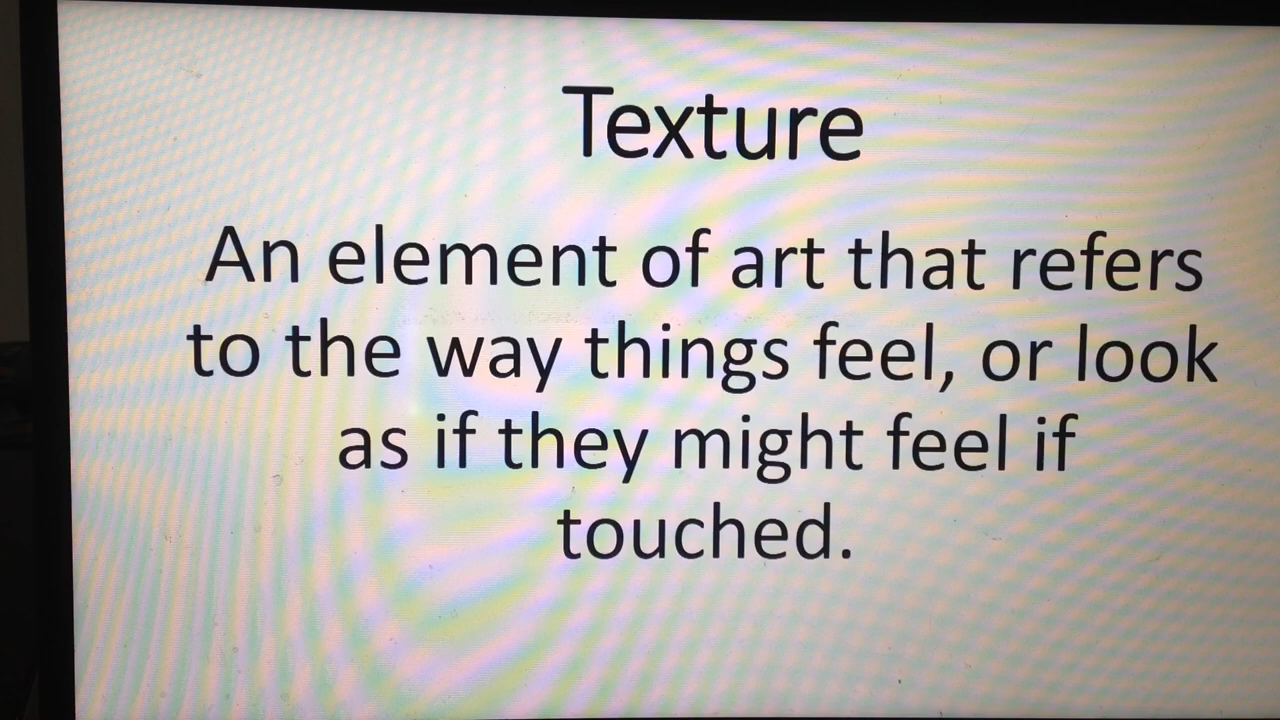 Texture
An element of art that refers
to the way things feel, or look
as if they might feel if
touched.